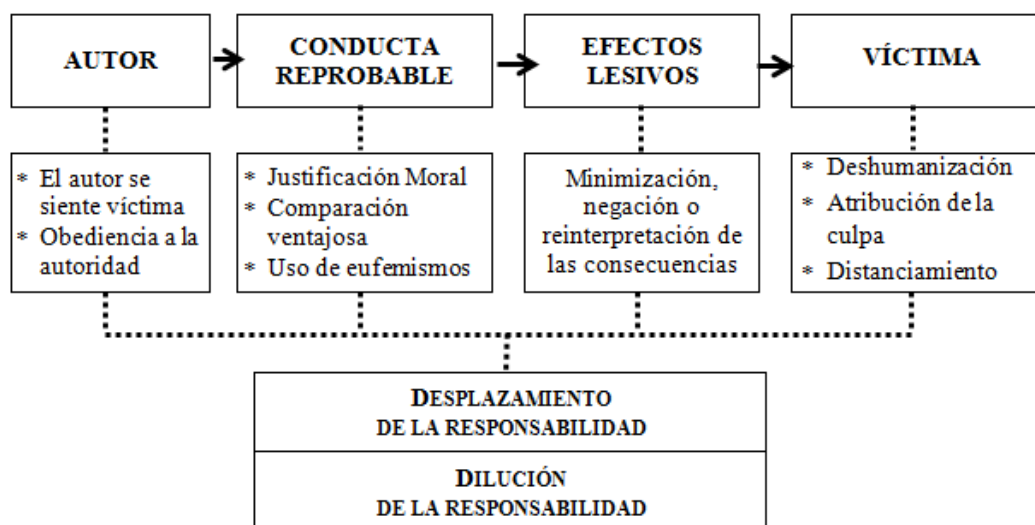 AUTOR
CONDUCTA
REPROBABLE
EFECTOS
LESIVOS
VÍCTIMA
* El autor se
siente víctima
* Obediencia a la
autoridad
* Justificación Moral
* Comparación
ventajosa
* Uso de eufemismos
Minimización,
negación o
reinterpretación de
las consecuencias
* Deshumanización
* Atribución de la
culpa
* Distanciamiento
DESPLAZAMIENTO
DE LA RESPONSABILIDAD
DILUCIÓN
DE LA RESPONSABILIDAD